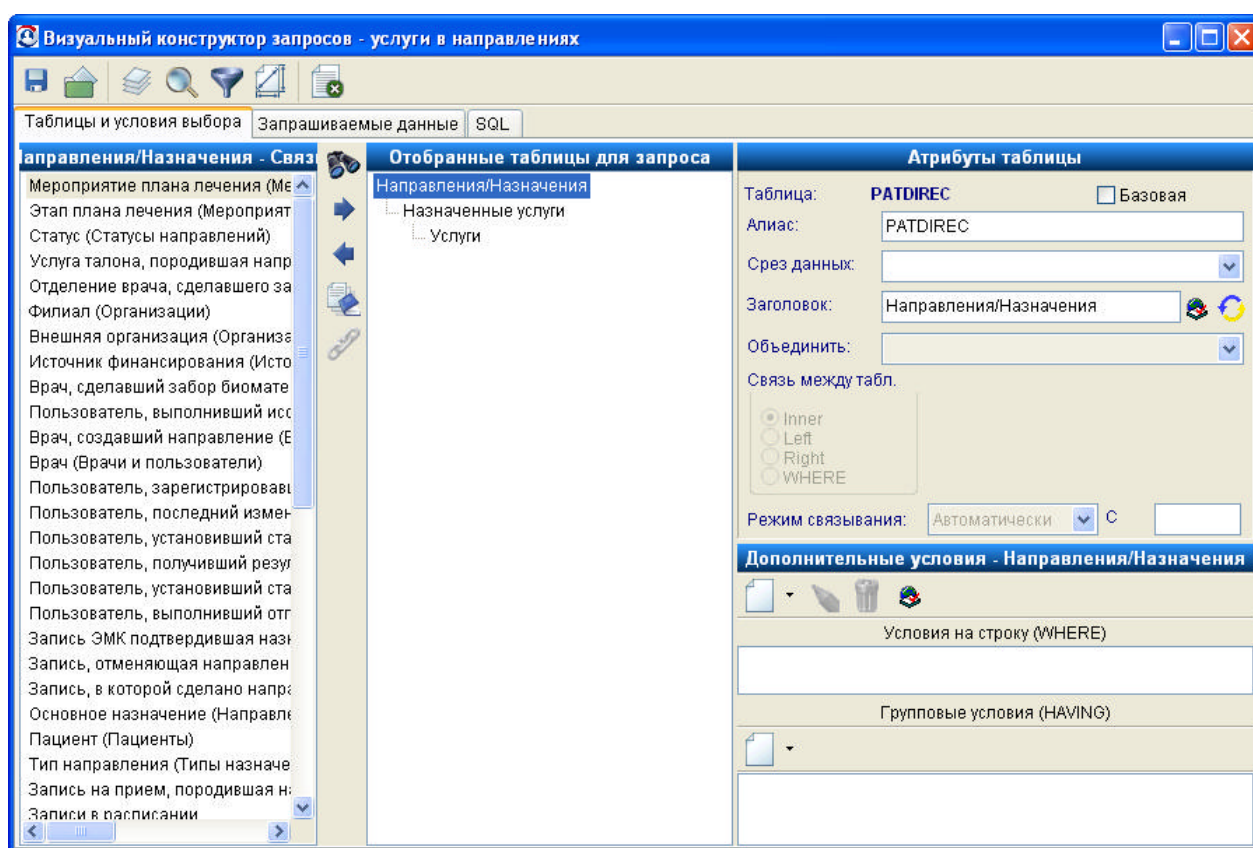 Визуальный конструктор запросов - услуги в направлениях
Таблицы и условия выбора
Запрашиваемые данные
SQL
аправления/Назначения - Связ
Мероприятие плана лечения (Ме
Этап плана лечения (Мероприят
Статус (Статусы направлений)
Услуга талона, породившая напр
Отделение врача, сделавшего за
Филиал (Организации)
Внешняя организация (Организа
Источник финансирования (Исто
Врач, сделавший забор биомате
Пользователь, выполнивший исс
Врач, создавший направление (В
Врач (Врачи и пользователи)
Пользователь, зарегистрировавш
Пользователь, последний измен
Пользователь, установивший ста
Пользователь, получивший резул
Пользователь, установивший ста
Пользователь, выполнивший отп
Запись ЭМК подтвердившая назн
Запись, отменяющая направлен
Запись, в которой сделано напра
Основное назначение (Направле
Пациент (Пациенты)
Тип направления (Типы назначе
Запись на прием, породившая на
Записи в расписании
Отобранные таблицы для запроса
Направления/Назначения
Назначенные услуги
Услуги
Атрибуты таблицы
Таблица: PATDIREC Базовая
Алиас: PATDIREC
Срез данных:
Заголовок: Направления/Назначения
Объединить:
Связь между табл.
Inner
Left
Right
WHERE
Режим связывания: Автоматически С
Дополнительные условия - Направления/Назначения
Условия на строку (WHERE)
Групповые условия (HAVING)